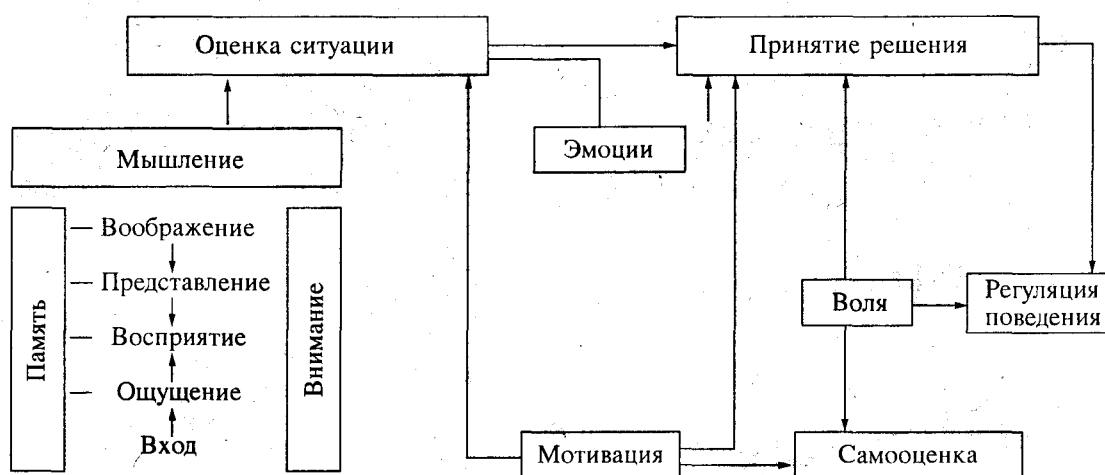 Оценка ситуации
Принятие решения
Эмоции
Мышление
Память
Воображение
Представление
Восприятие
Ощущение
Вход
Внимание
Воля
Регуляция
поведения
Мотивация
Самооценка